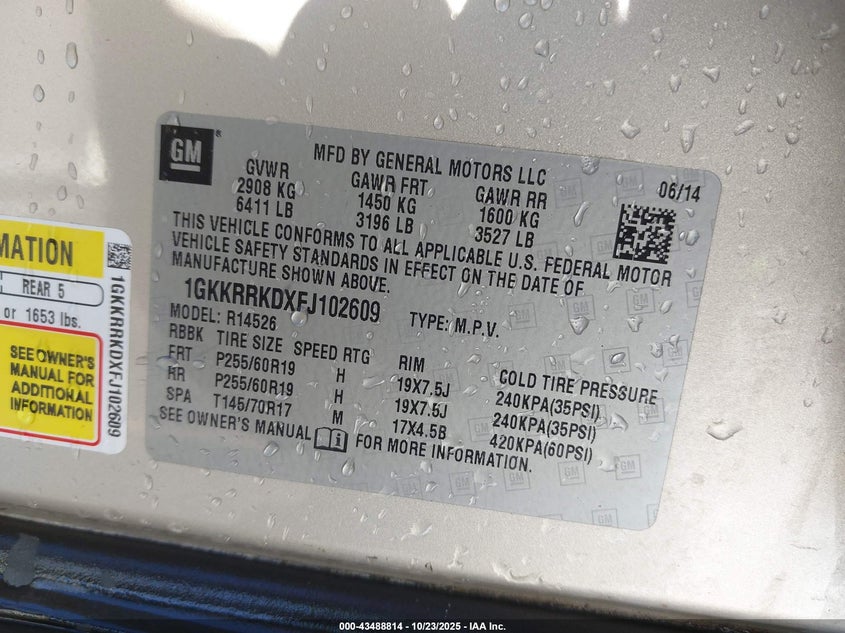 GM
®
MFD BY GENERAL MOTORS LLC
06/14
GVWR GAWR FRT GAWR RR
2908 KG 1450 KG 1600 KG
6411 LB 3196 LB 3527 LB
THIS VEHICLE CONFORMS TO ALL APPLICABLE U.S. FEDERAL MOTOR
VEHICLE SAFETY STANDARDS IN EFFECT ON THE DATE OF
MANUFACTURE SHOWN ABOVE.
1GKKRRKDXFJ102609 TYPE: M.P.V.
MODEL: R14526
RBBK TIRE SIZE SPEED RTG RIM COLD TIRE PRESSURE
FRT P255/60R19 H 19X7.5J 240KPA(35PSI)
RR P255/60R19 H 19X7.5J 240KPA(35PSI)
SPA T145/70R17 M 17X4.5B 420KPA(60PSI)
SEE OWNER'S MANUAL i FOR MORE INFORMATION.
MATION
REAR 5
or 1653 lbs.
SEE OWNER'S
MANUAL FOR
ADDITIONAL
INFORMATION
1GKKRRKDXFJ102609
000-43488814 - 10/23/2025 - IAA Inc.